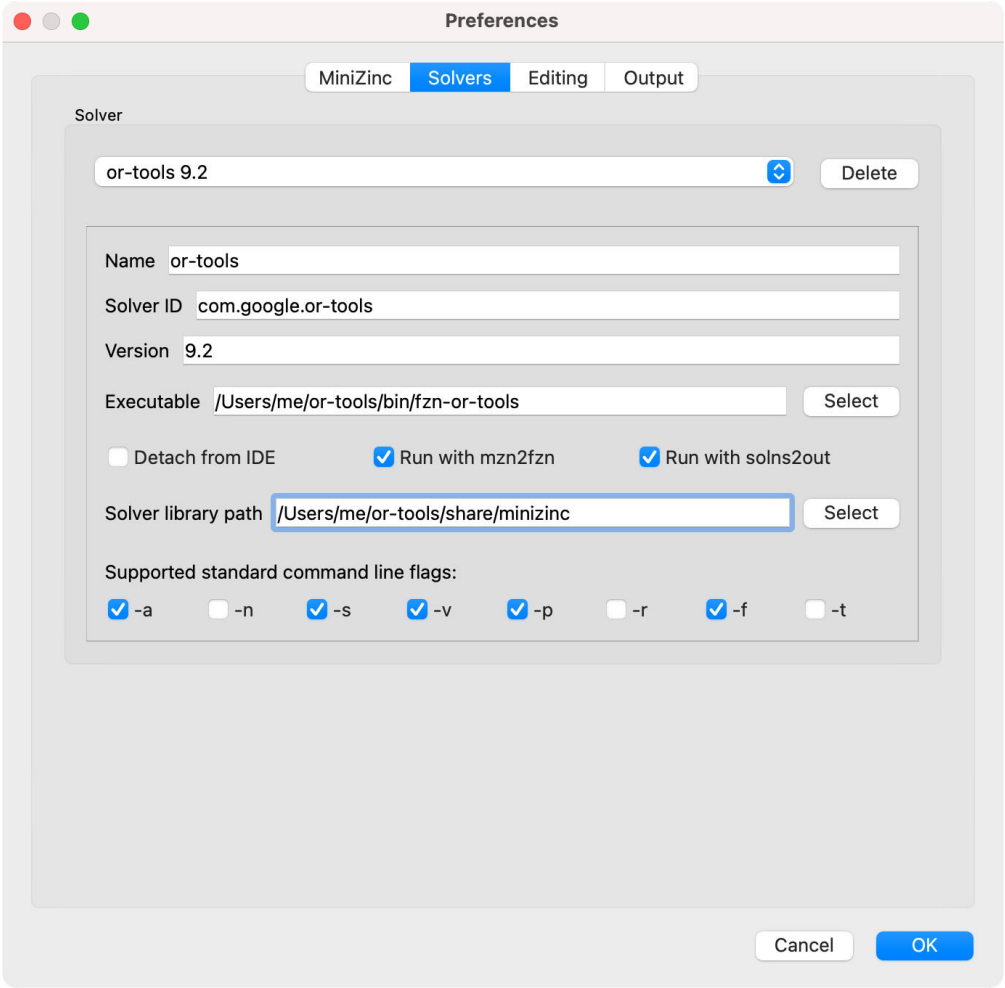 Preferences
MiniZinc Solvers Editing Output
Solver
or-tools 9.2 Delete
Name or-tools
Solver ID com.google.or-tools
Version 9.2
Executable /Users/me/or-tools/bin/fzn-or-tools Select
Detach from IDE Run with mzn2fzn Run with solns2out
Solver library path /Users/me/or-tools/share/minizinc Select
Supported standard command line flags:
-a -n -s -v -p -r -f -t
Cancel OK